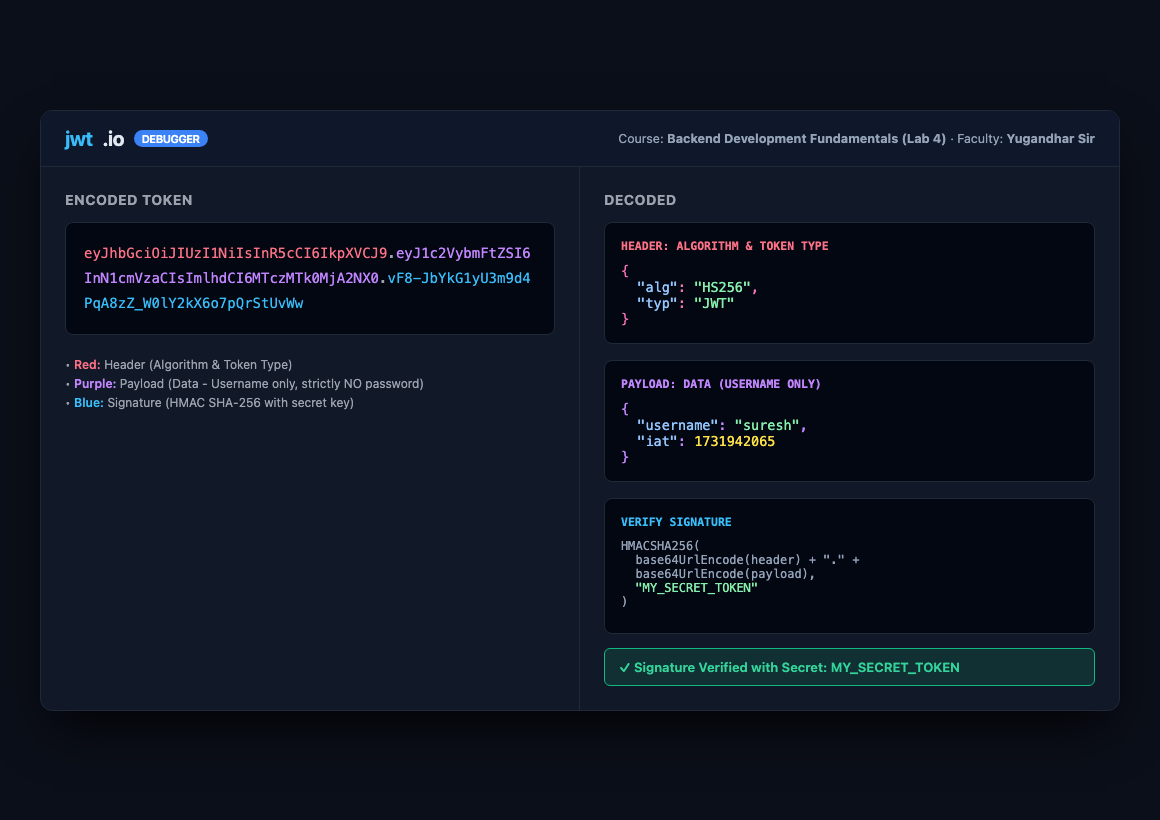 jwt .io DEBUGGER
Course: Backend Development Fundamentals (Lab 4) · Faculty: Yugandhar Sir
ENCODED TOKEN
eyJhbGciOiJIUzI1NiIsInR5cCI6IkpXVCJ9.eyJ1c2VybmFtZSI6
InN1cmVzaCIsImlhdCI6MTczMTk0MjA2NX0.vF8-JbYkG1yU3m9d4
PqA8zZ_W0lY2kX6o7pQrStUvWw
• Red: Header (Algorithm & Token Type)
• Purple: Payload (Data - Username only, strictly NO password)
• Blue: Signature (HMAC SHA-256 with secret key)
DECODED
HEADER: ALGORITHM & TOKEN TYPE
{
  "alg": "HS256",
  "typ": "JWT"
}
PAYLOAD: DATA (USERNAME ONLY)
{
  "username": "suresh",
  "iat": 1731942065
}
VERIFY SIGNATURE
HMACSHA256(
  base64UrlEncode(header) + "." +
  base64UrlEncode(payload),
  "MY_SECRET_TOKEN"
)
✓ Signature Verified with Secret: MY_SECRET_TOKEN